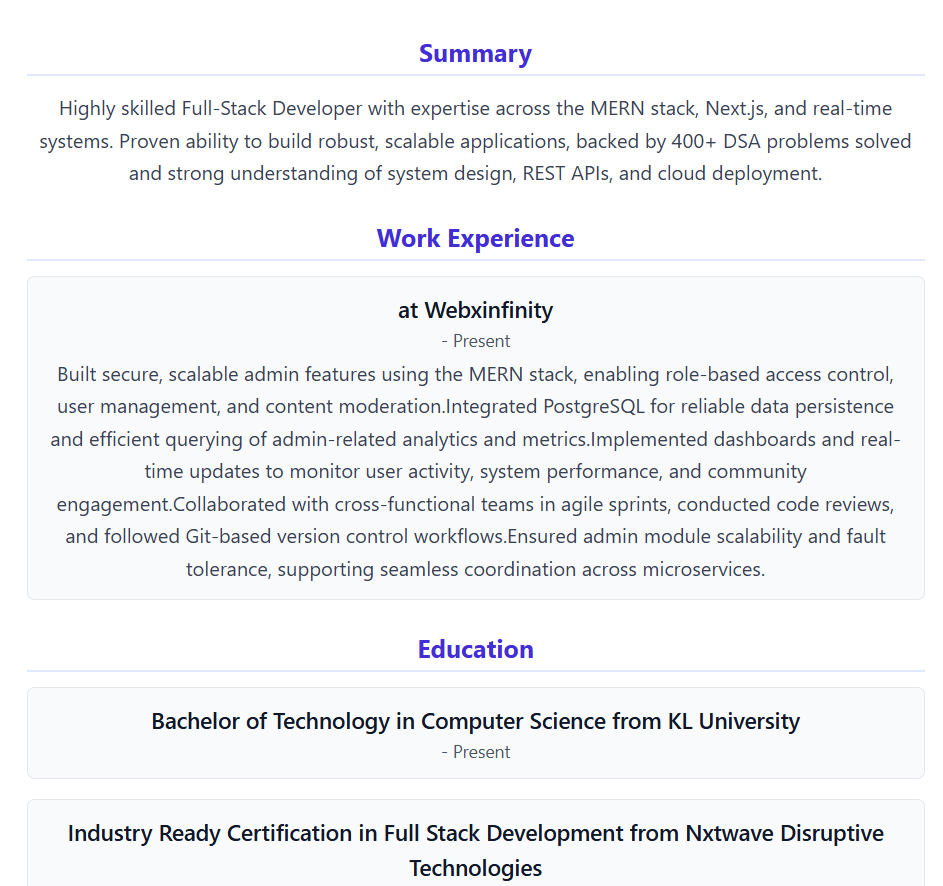 Summary
Highly skilled Full-Stack Developer with expertise across the MERN stack, Next.js, and real-time
systems. Proven ability to build robust, scalable applications, backed by 400+ DSA problems solved
and strong understanding of system design, REST APIs, and cloud deployment.
Work Experience
at Webxinfinity
- Present
Built secure, scalable admin features using the MERN stack, enabling role-based access control,
user management, and content moderation.Integrated PostgreSQL for reliable data persistence
and efficient querying of admin-related analytics and metrics.Implemented dashboards and real-
time updates to monitor user activity, system performance, and community
engagement.Collaborated with cross-functional teams in agile sprints, conducted code reviews,
and followed Git-based version control workflows.Ensured admin module scalability and fault
tolerance, supporting seamless coordination across microservices.
Education
Bachelor of Technology in Computer Science from KL University
- Present
Industry Ready Certification in Full Stack Development from Nxtwave Disruptive
Technologies